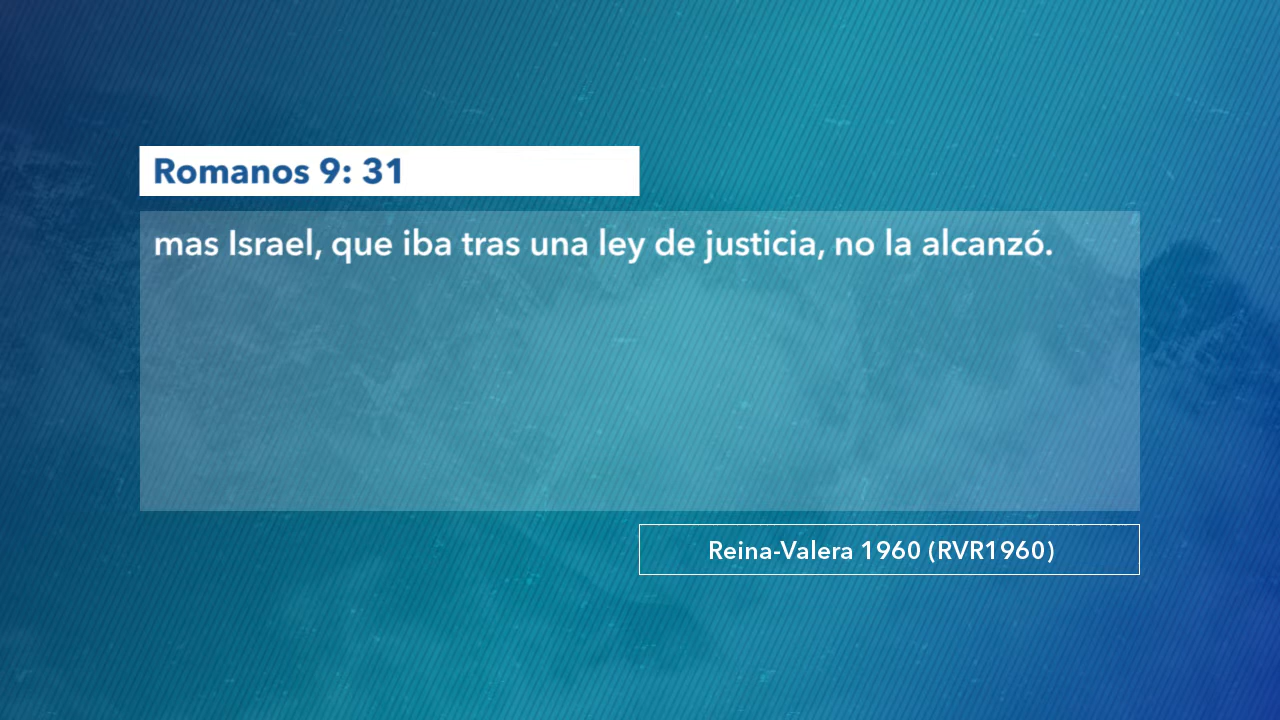 Romanos 9: 31
mas Israel, que iba tras una ley de justicia, no la alcanzó.
Reina-Valera 1960 (RVR1960)